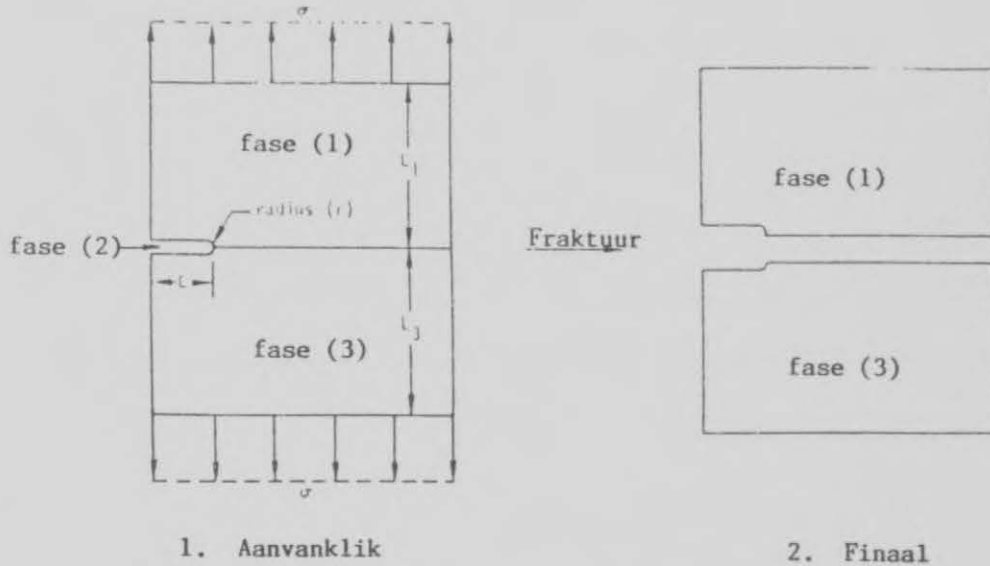 σ
fase (1)
L1
radius (r)
fase (2)
Fraktuur
fase (1)
L
L3
fase (3)
fase (3)
σ
1. Aanvanklik
2. Finaal